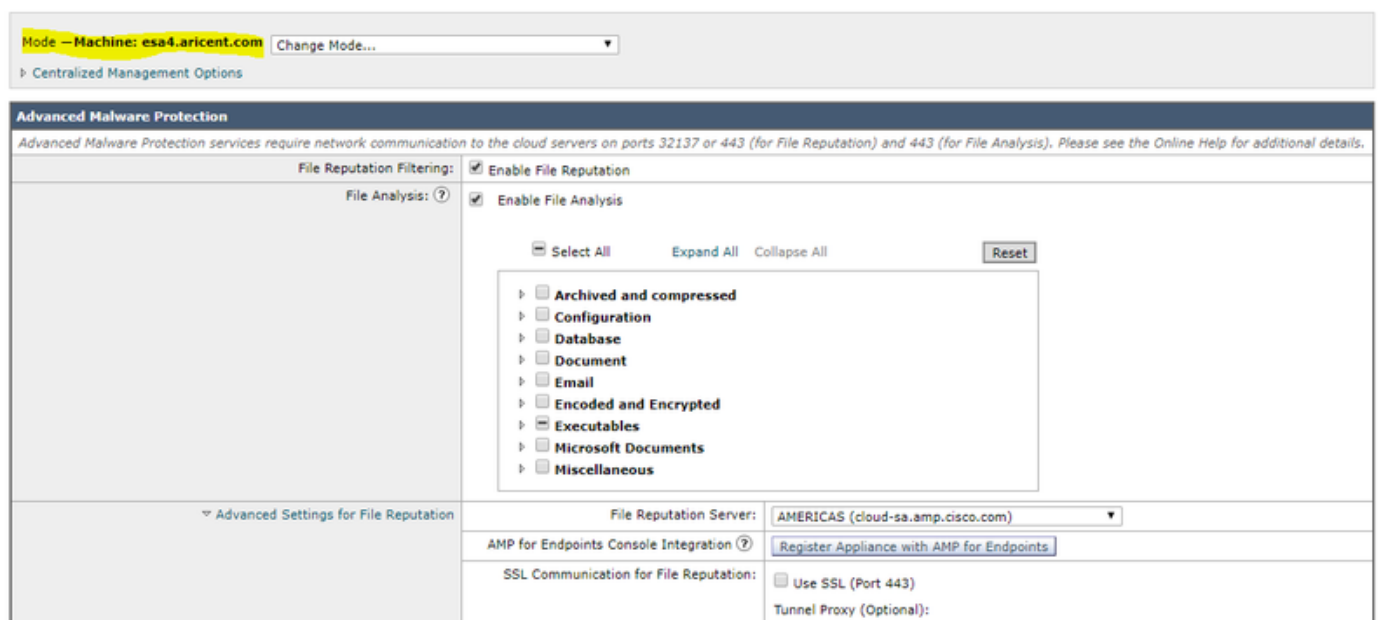 Mode —Machine: esa4.aricent.com Change Mode...
Centralized Management Options
Advanced Malware Protection
Advanced Malware Protection services require network communication to the cloud servers on ports 32137 or 443 (for File Reputation) and 443 (for File Analysis). Please see the Online Help for additional details.
File Reputation Filtering: Enable File Reputation
File Analysis: ? Enable File Analysis
Select All Expand All Collapse All Reset
Archived and compressed
Configuration
Database
Document
Email
Encoded and Encrypted
Executables
Microsoft Documents
Miscellaneous
Advanced Settings for File Reputation File Reputation Server: AMERICAS (cloud-sa.amp.cisco.com)
AMP for Endpoints Console Integration ? Register Appliance with AMP for Endpoints
SSL Communication for File Reputation: Use SSL (Port 443)
Tunnel Proxy (Optional):